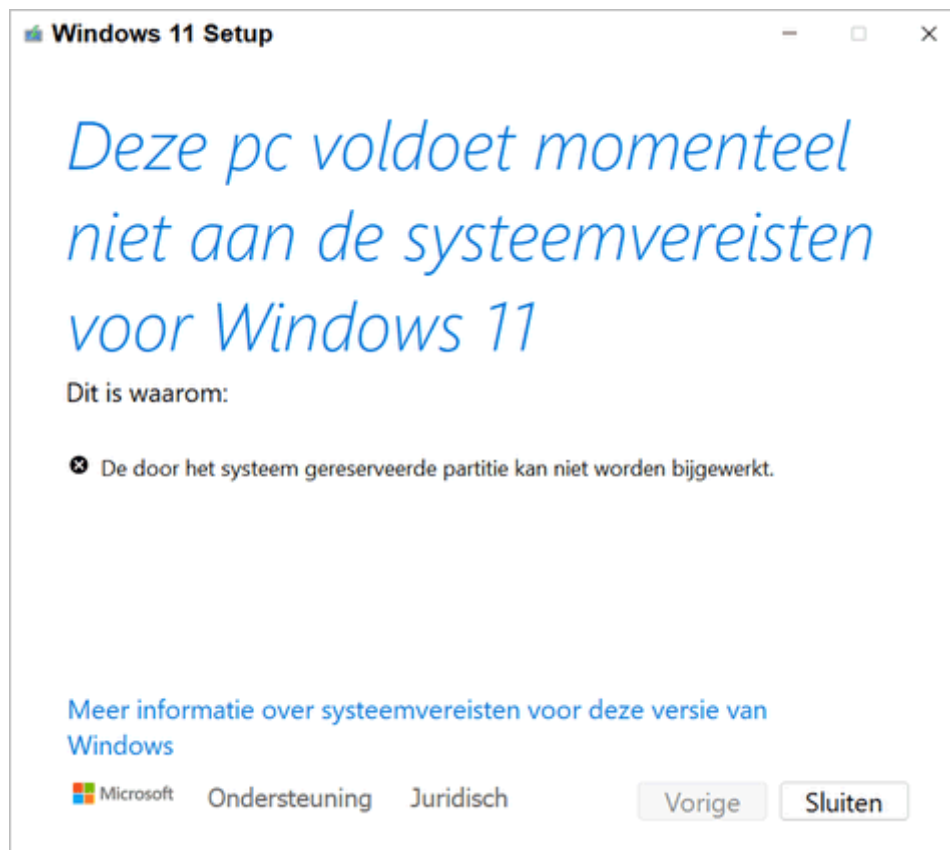 Windows 11 Setup
Deze pc voldoet momenteel
niet aan de systeemvereisten
voor Windows 11
Dit is waarom:
De door het systeem gereserveerde partitie kan niet worden bijgewerkt.
Meer informatie over systeemvereisten voor deze versie van
Windows
Microsoft Ondersteuning Juridisch Vorige Sluiten